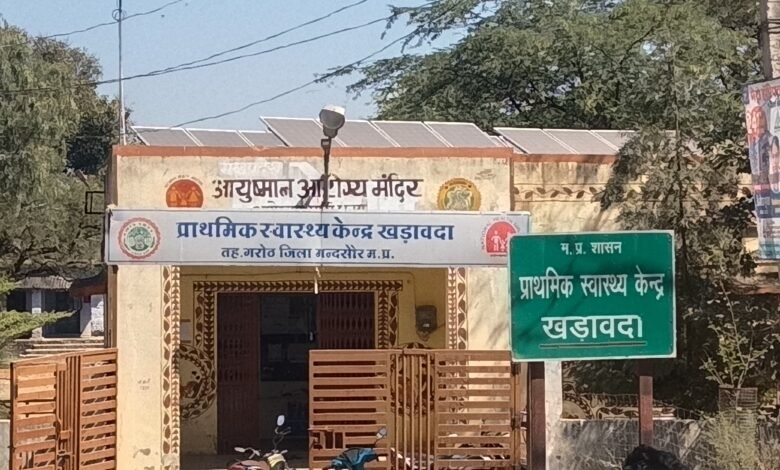 आयुष्मान आरोग्य मंदिर
प्राथमिक स्वास्थ्य केन्द्र खड़ावदा
तह. गरोठ जिला मन्दसौर म.प्र.
म. प्र. शासन
प्राथमिक स्वास्थ्य केन्द्र
खड़ावदा